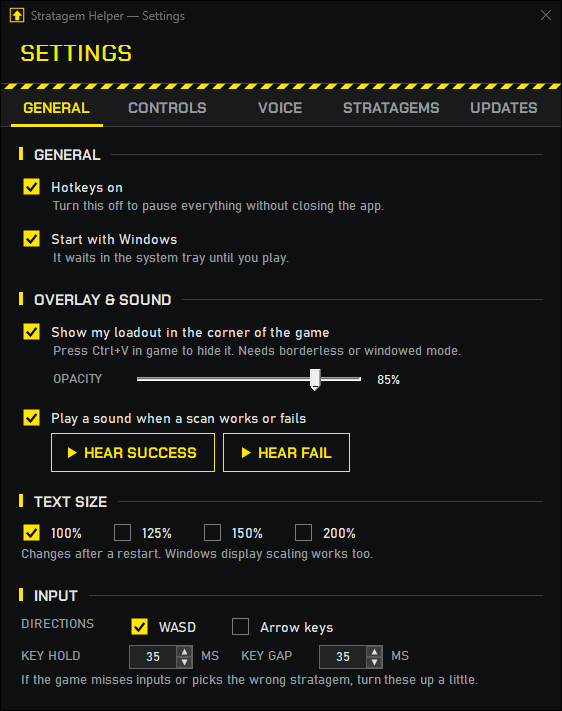 Stratagem Helper — Settings
SETTINGS
GENERAL CONTROLS VOICE STRATAGEMS UPDATES
GENERAL
Hotkeys on
Turn this off to pause everything without closing the app.
Start with Windows
It waits in the system tray until you play.
OVERLAY & SOUND
Show my loadout in the corner of the game
Press Ctrl+V in game to hide it. Needs borderless or windowed mode.
OPACITY 85%
Play a sound when a scan works or fails
HEAR SUCCESS HEAR FAIL
TEXT SIZE
100% 125% 150% 200%
Changes after a restart. Windows display scaling works too.
INPUT
DIRECTIONS WASD Arrow keys
KEY HOLD 35 MS KEY GAP 35 MS
If the game misses inputs or picks the wrong stratagem, turn these up a little.